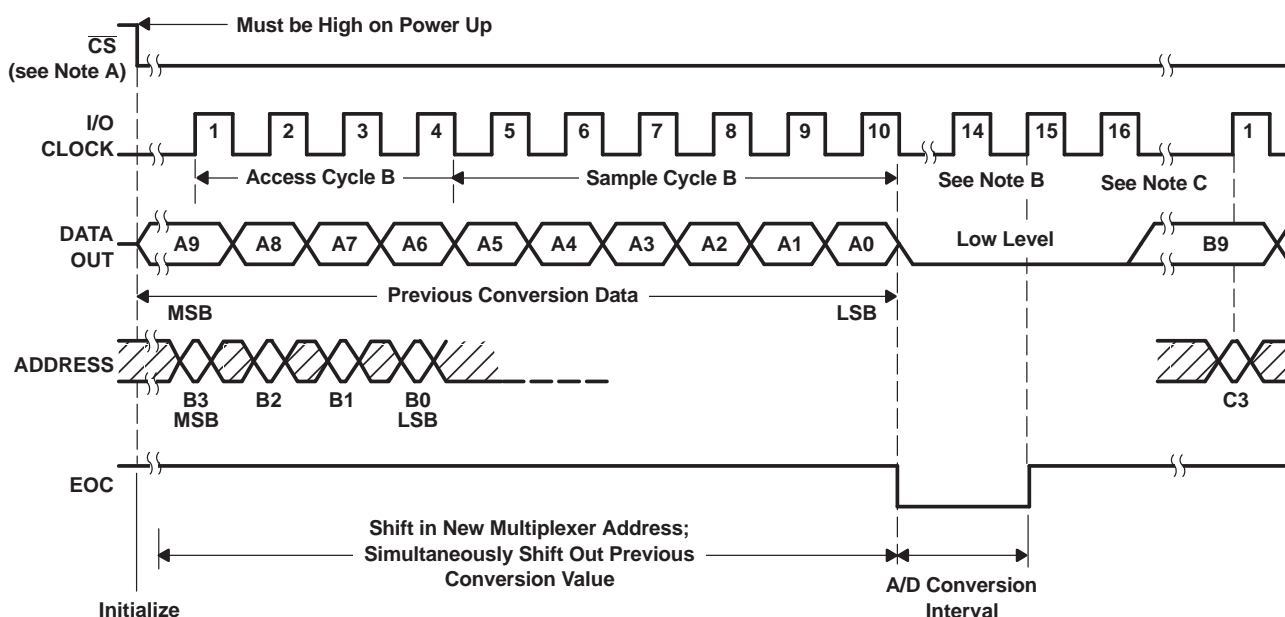 Must be High on Power Up
CS
(see Note A)
I/O
CLOCK
1 2 3 4 5 6 7 8 9 10 14 15 16 1
Access Cycle B Sample Cycle B See Note B See Note C
DATA
OUT
A9 A8 A7 A6 A5 A4 A3 A2 A1 A0 Low Level B9
Previous Conversion Data
MSB LSB
ADDRESS
B3 B2 B1 B0 C3
MSB LSB
EOC
Shift in New Multiplexer Address;
Simultaneously Shift Out Previous
Conversion Value
A/D Conversion
Interval
Initialize